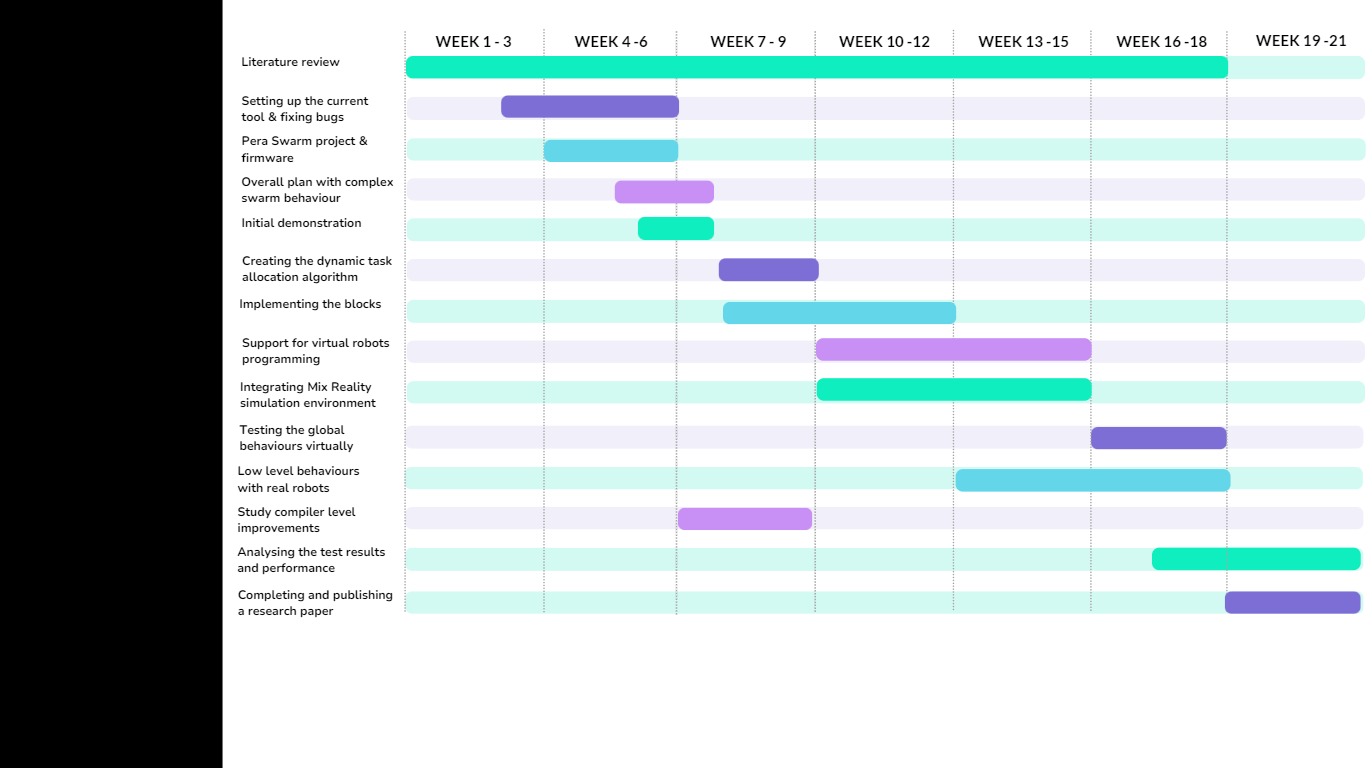 WEEK 1 - 3 WEEK 4 -6 WEEK 7 - 9 WEEK 10 -12 WEEK 13 -15 WEEK 16 -18 WEEK 19 -21
Literature review
Setting up the current
tool & fixing bugs
Pera Swarm project &
firmware
Overall plan with complex
swarm behaviour
Initial demonstration
Creating the dynamic task
allocation algorithm
Implementing the blocks
Support for virtual robots
programming
Integrating Mix Reality
simulation environment
Testing the global
behaviours virtually
Low level behaviours
with real robots
Study compiler level
improvements
Analysing the test results
and performance
Completing and publishing
a research paper